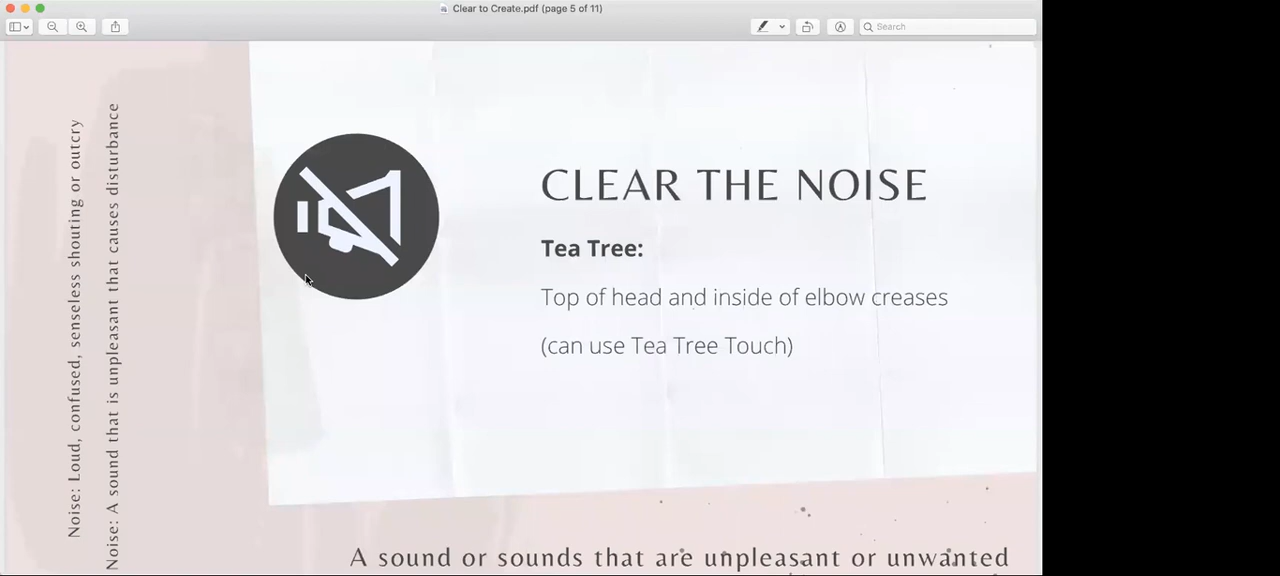 Clear to Create.pdf (page 5 of 11)
Search
Noise: Loud, confused, senseless shouting or outcry
Noise: A sound that is unpleasant that causes disturbance
CLEAR THE NOISE
Tea Tree:
Top of head and inside of elbow creases
(can use Tea Tree Touch)
A sound or sounds that are unpleasant or unwanted